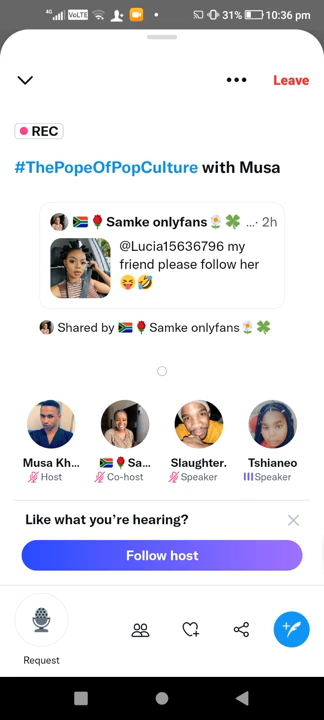 4G VoLTE 31% 10:36 pm
Leave
REC
#ThePopeOfPopCulture with Musa
Samke onlyfans ...· 2h
@Lucia15636796 my
friend please follow her
😝🤣
Shared by 🇿🇦🌹Samke onlyfans🌼🍀
Musa Kh... 🇿🇦🌹Sa... Slaughter. Tshianeo
Host Co-host Speaker Speaker
Like what you're hearing?
Follow host
Request